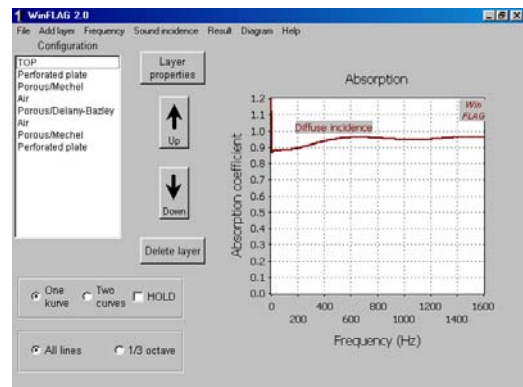 WinFLAG 2.0
File Add layer Frequency Sound incidence Result Diagram Help
Configuration
TOP
Perforated plate
Porous/Mechel
Air
Porous/Delany-Bazley
Air
Porous/Mechel
Perforated plate
Layer
properties
Up
Down
Delete layer
One
kurve
Two
curves
HOLD
All lines
1/3 octave
Absorption
Win
FLAG
Diffuse incidence
Absorption coefficient
1.2
1.1
1.0
0.9
0.8
0.7
0.6
0.5
0.4
0.3
0.2
0.1
0.0
0 400 800 1200 1600
200 600 1000 1400
Frequency (Hz)